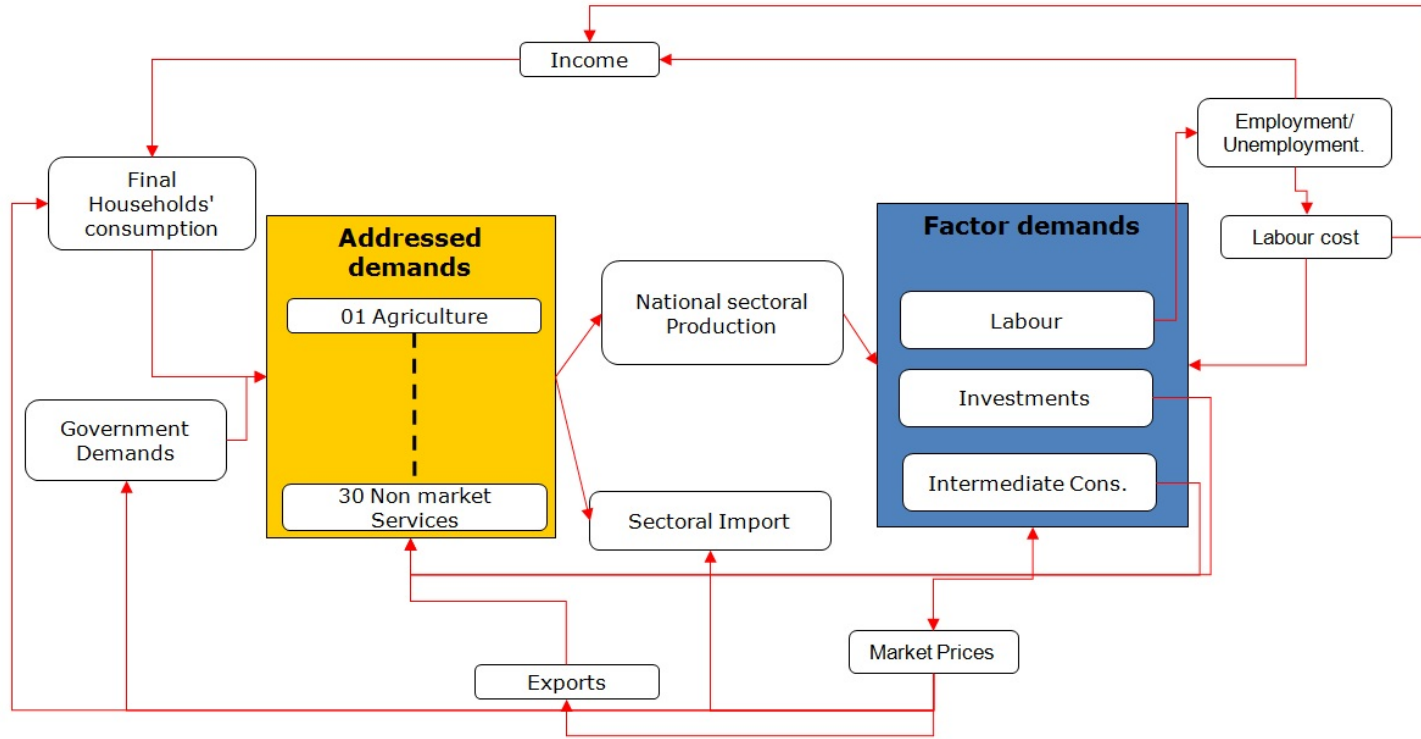 Income
Employment/
Unemployment.
Final
Households'
consumption
Addressed
demands
Factor demands
Labour cost
01 Agriculture
National sectoral
Production
Labour
Investments
Government
Demands
Intermediate Cons.
30 Non market
Services
Sectoral Import
Market Prices
Exports